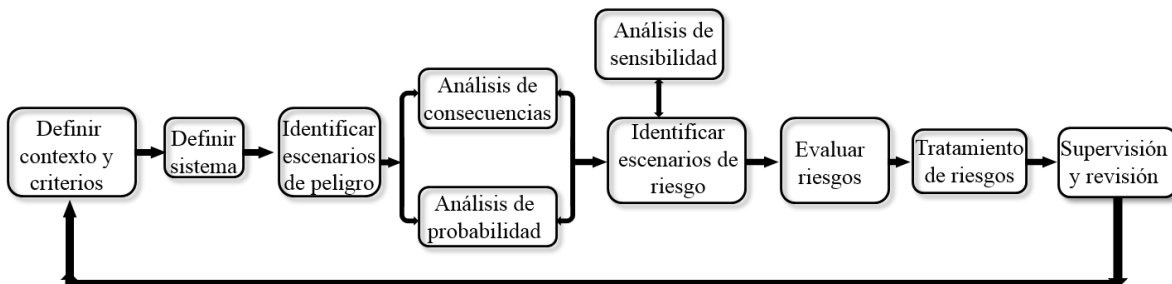 Definir
contexto y
criterios
Definir
sistema
Identificar
escenarios
de peligro
Análisis de
consecuencias
Análisis de
probabilidad
Análisis de
sensibilidad
Identificar
escenarios de
riesgo
Evaluar
riesgos
Tratamiento
de riesgos
Supervisión
y revisión